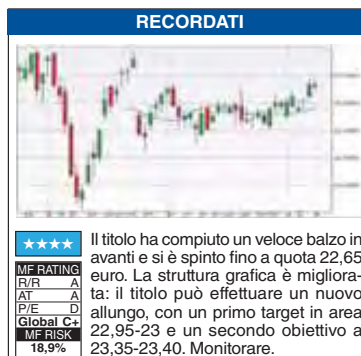 RECORDATI
★★★★
MF RATING
R/R A
AT A
P/E D
Global C+
MF RISK
18,9%
Il titolo ha compiuto un veloce balzo in
avanti e si è spinto fino a quota 22,65
euro. La struttura grafica è migliora-
ta: il titolo può effettuare un nuovo
allungo, con un primo target in area
22,95-23 e un secondo obiettivo a
23,35-23,40. Monitorare.